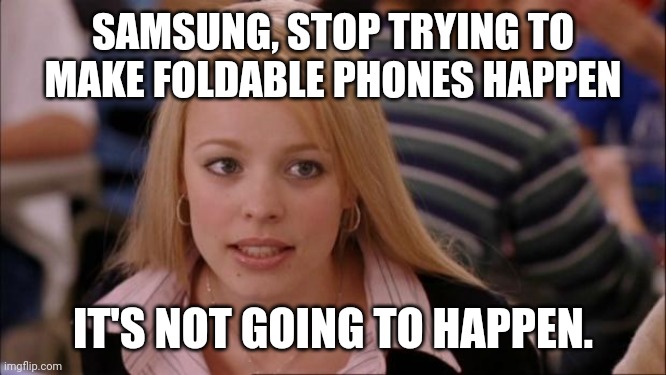 SAMSUNG, STOP TRYING TO
MAKE FOLDABLE PHONES HAPPEN
IT'S NOT GOING TO HAPPEN.
imgflip.com